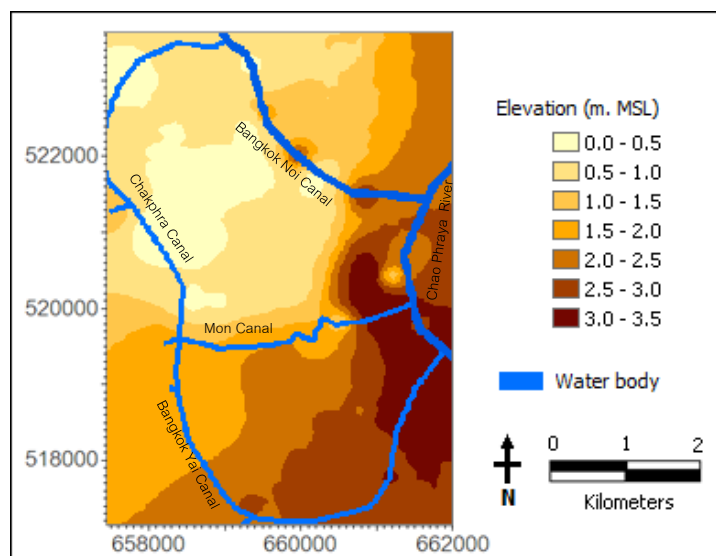 Elevation (m. MSL)
0.0 - 0.5
0.5 - 1.0
1.0 - 1.5
1.5 - 2.0
2.0 - 2.5
2.5 - 3.0
3.0 - 3.5
Water body
0 1 2
Kilometers
N
522000
520000
518000
658000 660000 662000
Bangkok Noi Canal
Chakphra Canal
Chao Phraya River
Mon Canal
Bangkok Yai Canal